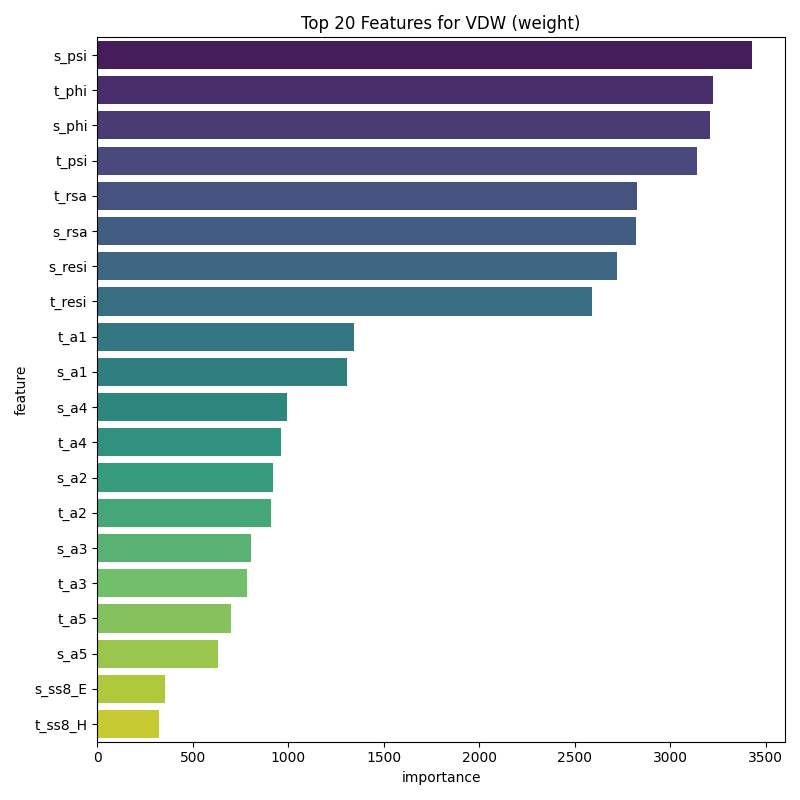 Top 20 Features for VDW (weight)
s_psi
t_phi
s_phi
t_psi
t_rsa
s_rsa
s_resi
t_resi
t_a1
s_a1
s_a4
t_a4
s_a2
t_a2
s_a3
t_a3
t_a5
s_a5
s_ss8_E
t_ss8_H
feature
0 500 1000 1500 2000 2500 3000 3500
importance